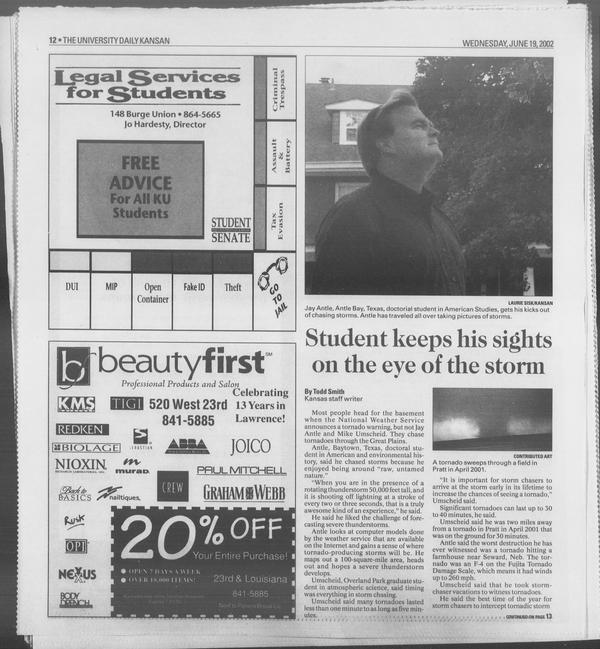 12 • THE UNIVERSITY DAILY KANSAN
WEDNESDAY, JUNE 19, 2002
Legal Services
for Students
148 Burge Union • 864-5665
Jo Hardesty, Director
FREE
ADVICE
For All KU
Students
STUDENT
SENATE
Criminal
Trespass
Assault
&
Battery
Tax
Evasion
DUI
MIP
Open
Container
Fake ID
Theft
GO
TO
JAIL
beautyfirst
SM
Professional Products and Salon
Celebrating
13 Years in
Lawrence!
KMS
TIGI
520 West 23rd
841-5885
REDKEN
BIOLAGE
SEBASTIAN
ABBA
JOICO
NIOXIN
murad.
PAUL MITCHELL
Back to
BASICS
nailtiques.
CREW
GRAHAM WEBB
Rusk
OPI
NEXUS
BODY
DRENCH
20% OFF
Your Entire Purchase!
• OPEN 7 DAYS A WEEK
• OVER 10,000 ITEMS!
23rd & Louisiana
841-5885
LAURIE SISK/KANSAN
Jay Antle, Antle Bay, Texas, doctorial student in American Studies, gets his kicks out
of chasing storms. Antle has traveled all over taking pictures of storms.
Student keeps his sights
on the eye of the storm
By Todd Smith
Kansas staff writer
Most people head for the basement
when the National Weather Service
announces a tornado warning, but not Jay
Antle and Mike Umscheid. They chase
tornadoes through the Great Plains.
Antle, Baytown, Texas, doctoral stu-
dent in American and environmental his-
tory, said he chased storms because he
enjoyed being around "raw, untamed
nature."
"When you are in the presence of a
rotating thunderstorm 50,000 feet tall, and
it is shooting off lightning at a stroke of
every two or three seconds, that is a truly
awesome kind of an experience," he said.
He said he liked the challenge of fore-
casting severe thunderstorms.
Antle looks at computer models done
by the weather service that are available
on the Internet and gains a sense of where
tornado-producing storms will be. He
maps out a 100-square-mile area, heads
out and hopes a severe thunderstorm
develops.
Umscheid, Overland Park graduate stu-
dent in atmospheric science, said timing
was everything in storm chasing.
Umscheid said many tornadoes lasted
less than one minute to as long as five min-
utes.
CONTRIBUTED ART
A tornado sweeps through a field in
Pratt in April 2001.
"It is important for storm chasers to
arrive at the storm early in its lifetime to
increase the chances of seeing a tornado,"
Umscheid said.
Significant tornadoes can last up to 30
to 40 minutes, he said.
Umscheid said he was two miles away
from a tornado in Pratt in April 2001 that
was on the ground for 30 minutes.
Antle said the worst destruction he has
ever witnessed was a tornado hitting a
farmhouse near Seward, Neb. The tor-
nado was an F-4 on the Fujita Tornado
Damage Scale, which means it had winds
up to 260 mph.
Umscheid said that he took storm-
chaser vacations to witness tornadoes.
He said the best time of year for
storm chasers to intercept tornadic storm
CONTINUED ON PAGE 13